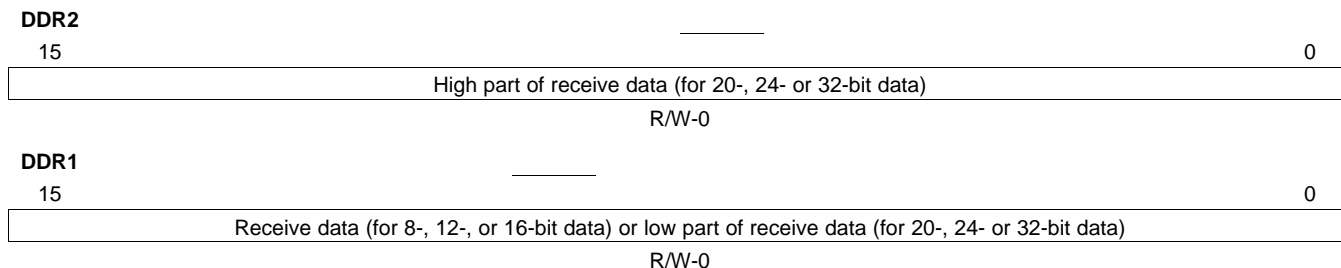 DDR2
15 0
High part of receive data (for 20-, 24- or 32-bit data)
R/W-0
DDR1
15 0
Receive data (for 8-, 12-, or 16-bit data) or low part of receive data (for 20-, 24- or 32-bit data)
R/W-0